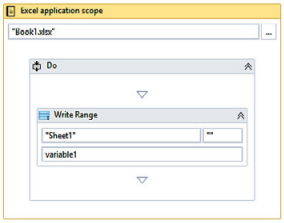 Excel application scope
"Book1.xlsx" ...
Do
Write Range
"Sheet1" ""
variable1